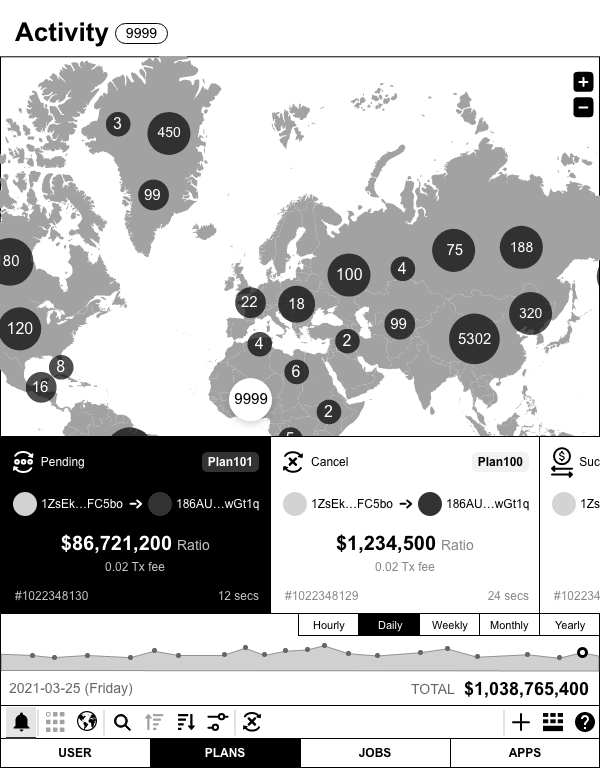 Activity 9999
+
−
3
450
99
80
75
188
100
4
22
18
320
120
99
5302
4
2
8
6
16
9999
2
5
Pending Plan101
1ZsEk...FC5bo 186AU...wGt1q
$86,721,200 Ratio
0.02 Tx fee
#1022348130 12 secs
Cancel Plan100
1ZsEk...FC5bo 186AU...wGt1q
$1,234,500 Ratio
0.02 Tx fee
#1022348129 24 secs
Suc
1Zs
#102234
Hourly Daily Weekly Monthly Yearly
2021-03-25 (Friday) TOTAL $1,038,765,400
USER PLANS JOBS APPS